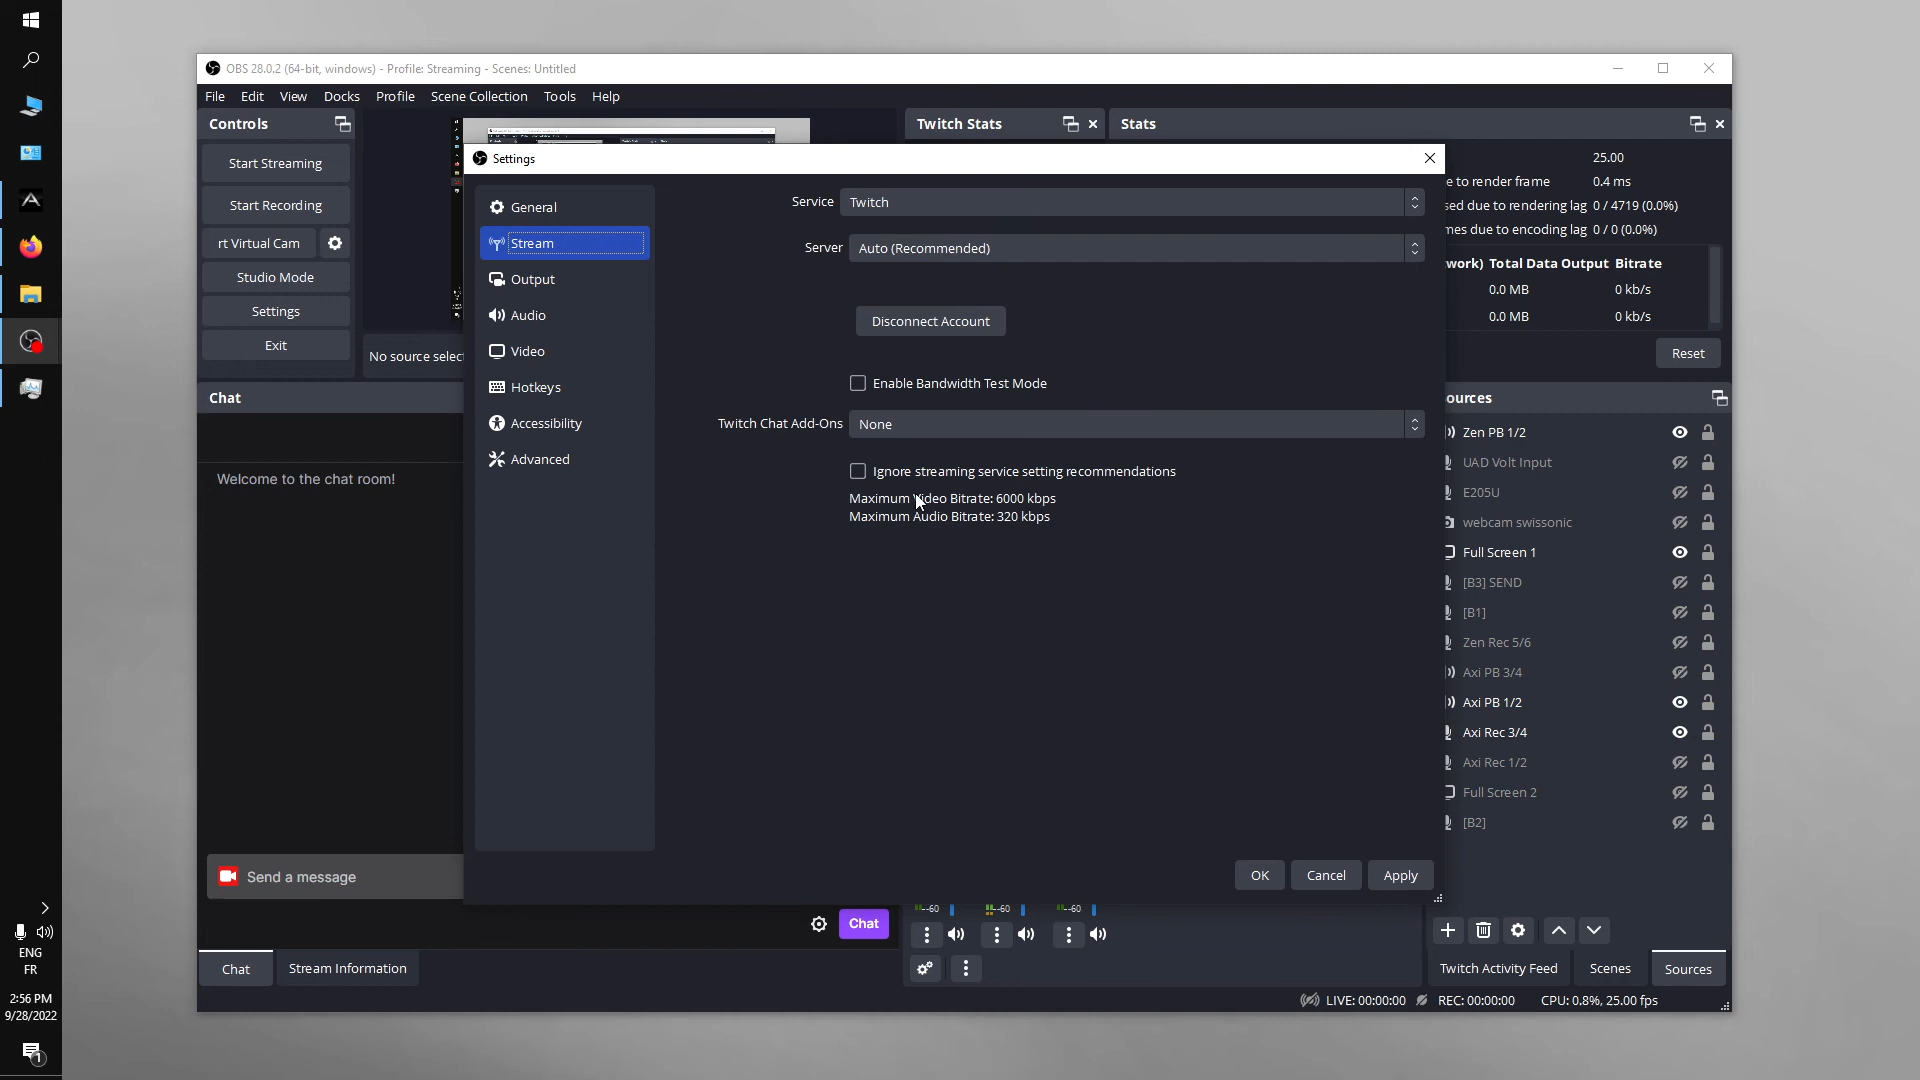 OBS 28.0.2 (64-bit, windows) - Profile: Streaming - Scenes: Untitled
File Edit View Docks Profile Scene Collection Tools Help
Controls
Twitch Stats
Stats
Start Streaming
Start Recording
rt Virtual Cam
Studio Mode
Settings
Exit
No source selec
Chat
Welcome to the chat room!
Send a message
Chat
Chat
Stream Information
Settings
General
Stream
Output
Audio
Video
Hotkeys
Accessibility
Advanced
Service Twitch
Server Auto (Recommended)
Disconnect Account
Enable Bandwidth Test Mode
Twitch Chat Add-Ons None
Ignore streaming service setting recommendations
Maximum Video Bitrate: 6000 kbps
Maximum Audio Bitrate: 320 kbps
OK Cancel Apply
25.00
e to render frame 0.4 ms
sed due to rendering lag 0 / 4719 (0.0%)
mes due to encoding lag 0 / 0 (0.0%)
work) Total Data Output Bitrate
0.0 MB 0 kb/s
0.0 MB 0 kb/s
Reset
ources
Zen PB 1/2
UAD Volt Input
E205U
webcam swissonic
Full Screen 1
[B3] SEND
[B1]
Zen Rec 5/6
Axi PB 3/4
Axi PB 1/2
Axi Rec 3/4
Axi Rec 1/2
Full Screen 2
[B2]
-60 -60 -60
Twitch Activity Feed Scenes Sources
LIVE: 00:00:00 REC: 00:00:00 CPU: 0.8%, 25.00 fps
ENG
FR
2:56 PM
9/28/2022
1